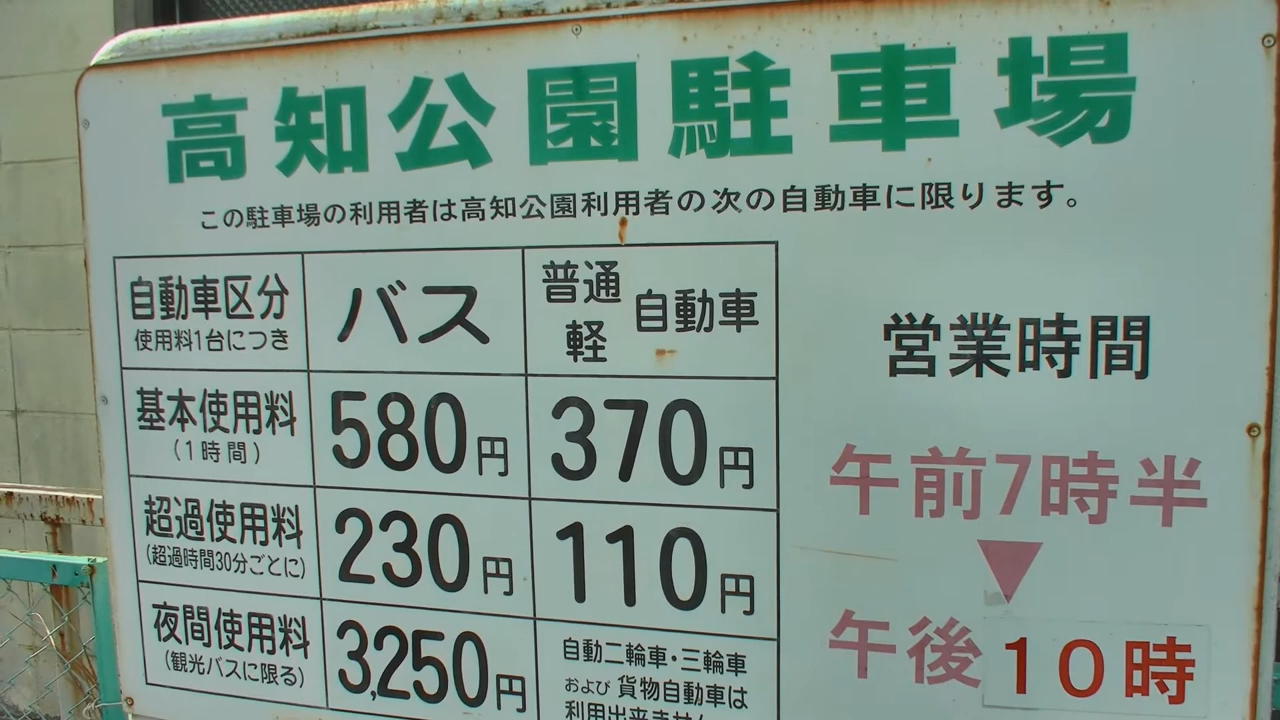 高知公園駐車場
この駐車場の利用者は高知公園利用者の次の自動車に限ります。
自動車区分
使用料1台につき
バス
普通
軽
自動車
基本使用料
(1時間)
580円
370円
超過使用料
(超過時間30分ごとに)
230円
110円
夜間使用料
(観光バスに限る)
3,250円
自動二輪車・三輪車
および貨物自動車は
利用出来ません
営業時間
午前7時半
▼
午後10時